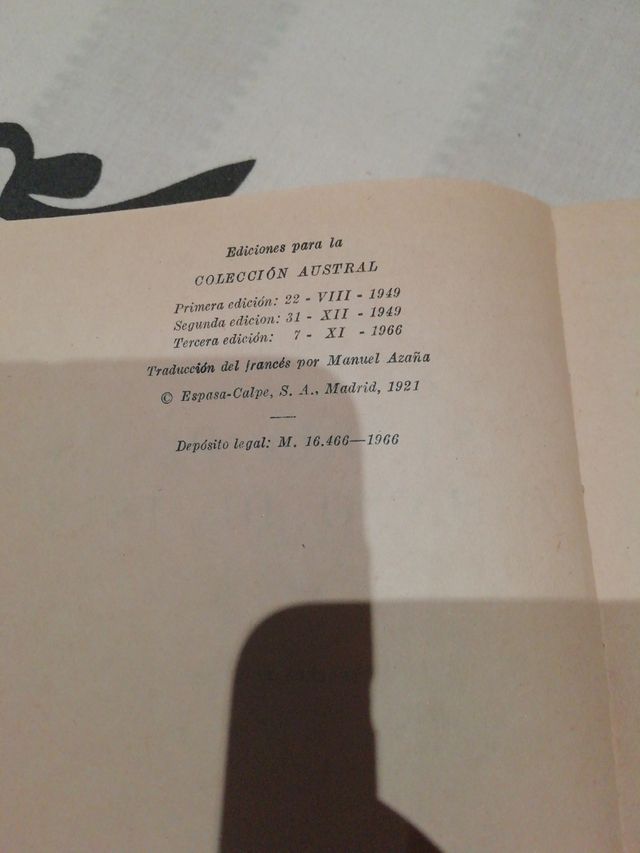 Ediciones para la
COLECCIÓN AUSTRAL
Primera edición: 22 - VIII - 1949
Segunda edicion: 31 - XII - 1949
Tercera edición: 7 - XI - 1966
Traducción del francés por Manuel Azaña
© Espasa-Calpe, S. A., Madrid, 1921
Depósito legal: M. 16.466—1966